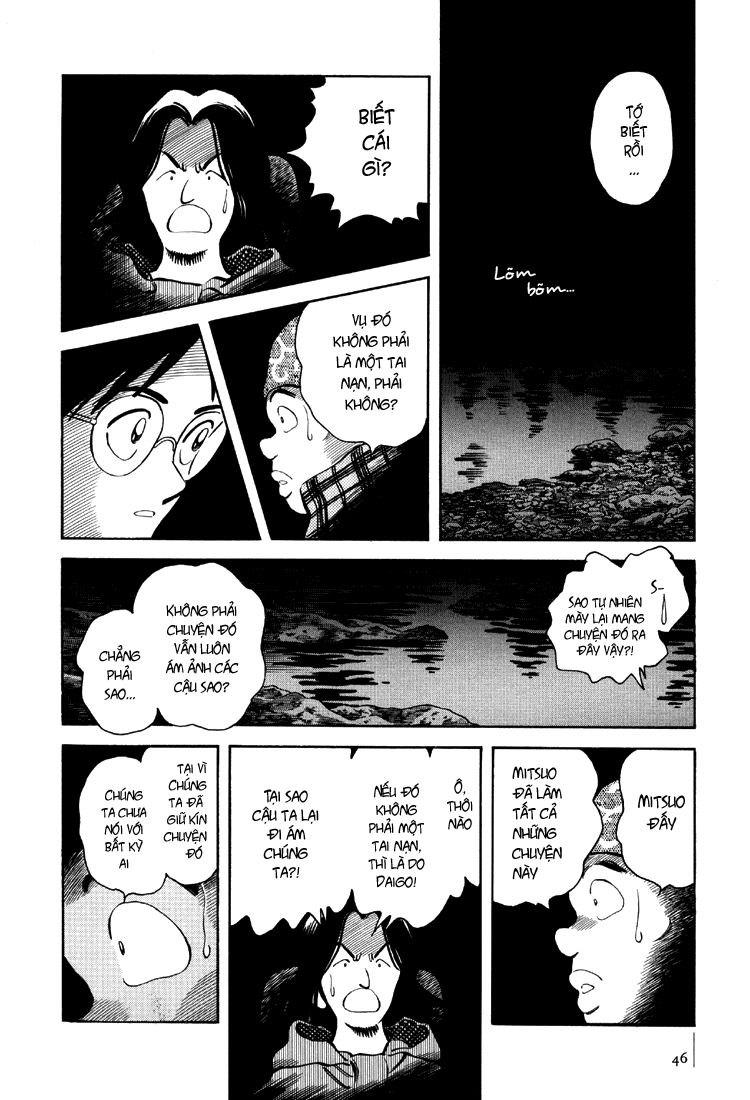 TỚ
BIẾT
RỒI
...
Lõm
bõm...
BIẾT
CÁI
GÌ?
VỤ ĐÓ
KHÔNG PHẢI
LÀ MỘT TAI
NẠN, PHẢI
KHÔNG?
SAO TỰ NHIÊN
MÀY LẠI MANG
CHUYỆN ĐÓ RA
ĐÂY VẬY?!
KHÔNG PHẢI
CHUYỆN ĐÓ
VẪN LUÔN
ÁM ẢNH CÁC
CẬU SAO?
CHẲNG
PHẢI
SAO...
MITSUO
ĐẤY
MITSUO
ĐÃ LÀM
TẤT CẢ
NHỮNG
CHUYỆN
NÀY
Ồ,
THÔI
NÀO
NẾU ĐÓ
KHÔNG
PHẢI MỘT
TAI NẠN,
THÌ LÀ DO
DAIGO!
TẠI SAO
CẬU TA LẠI
ĐI ÁM
CHÚNG
TA?!
TẠI VÌ
CHÚNG
TA ĐÃ
GIỮ KÍN
CHUYỆN
ĐÓ
CHÚNG
TA CHƯA
NÓI VỚI
BẤT KỲ
AI
46